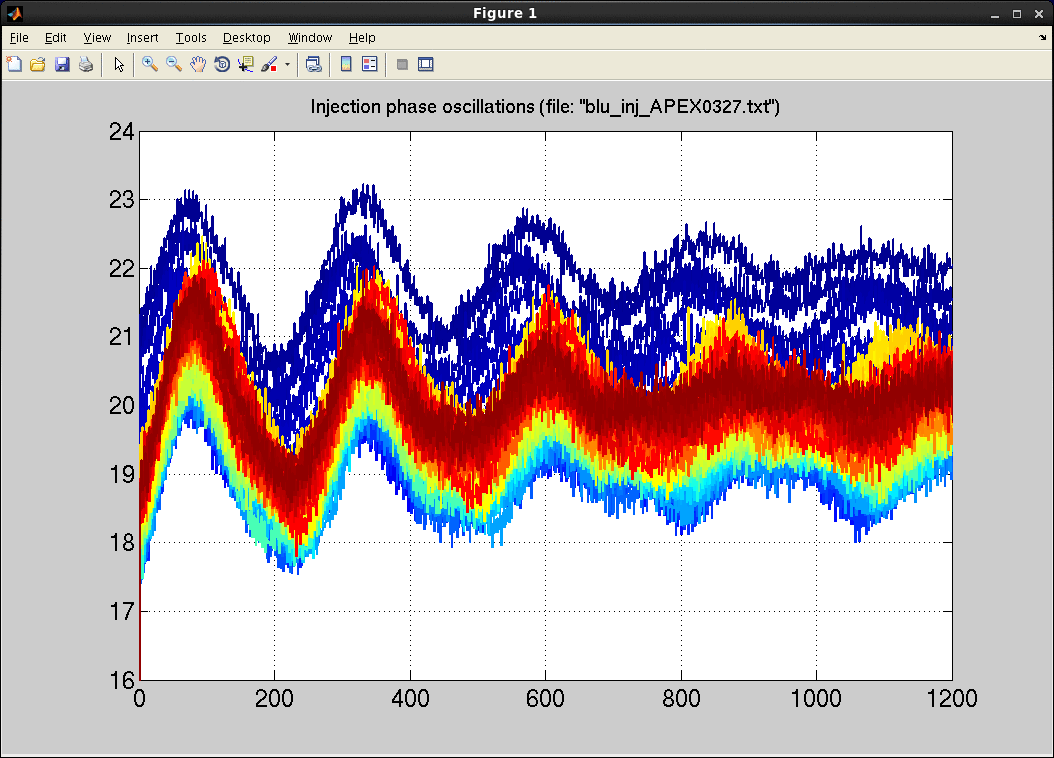 Figure 1
File Edit View Insert Tools Desktop Window Help
Injection phase oscillations (file: "blu_inj_APEX0327.txt")
24
23
22
21
20
19
18
17
16
0 200 400 600 800 1000 1200